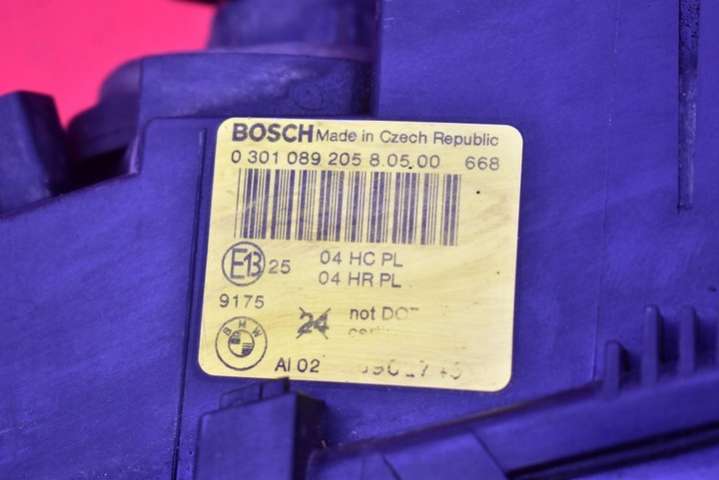 BOSCH Made in Czech Republic
0 301 089 205 8.05.00 668
E13 25 04 HC PL
04 HR PL
9175
24 not DOT
BMW
AI 02